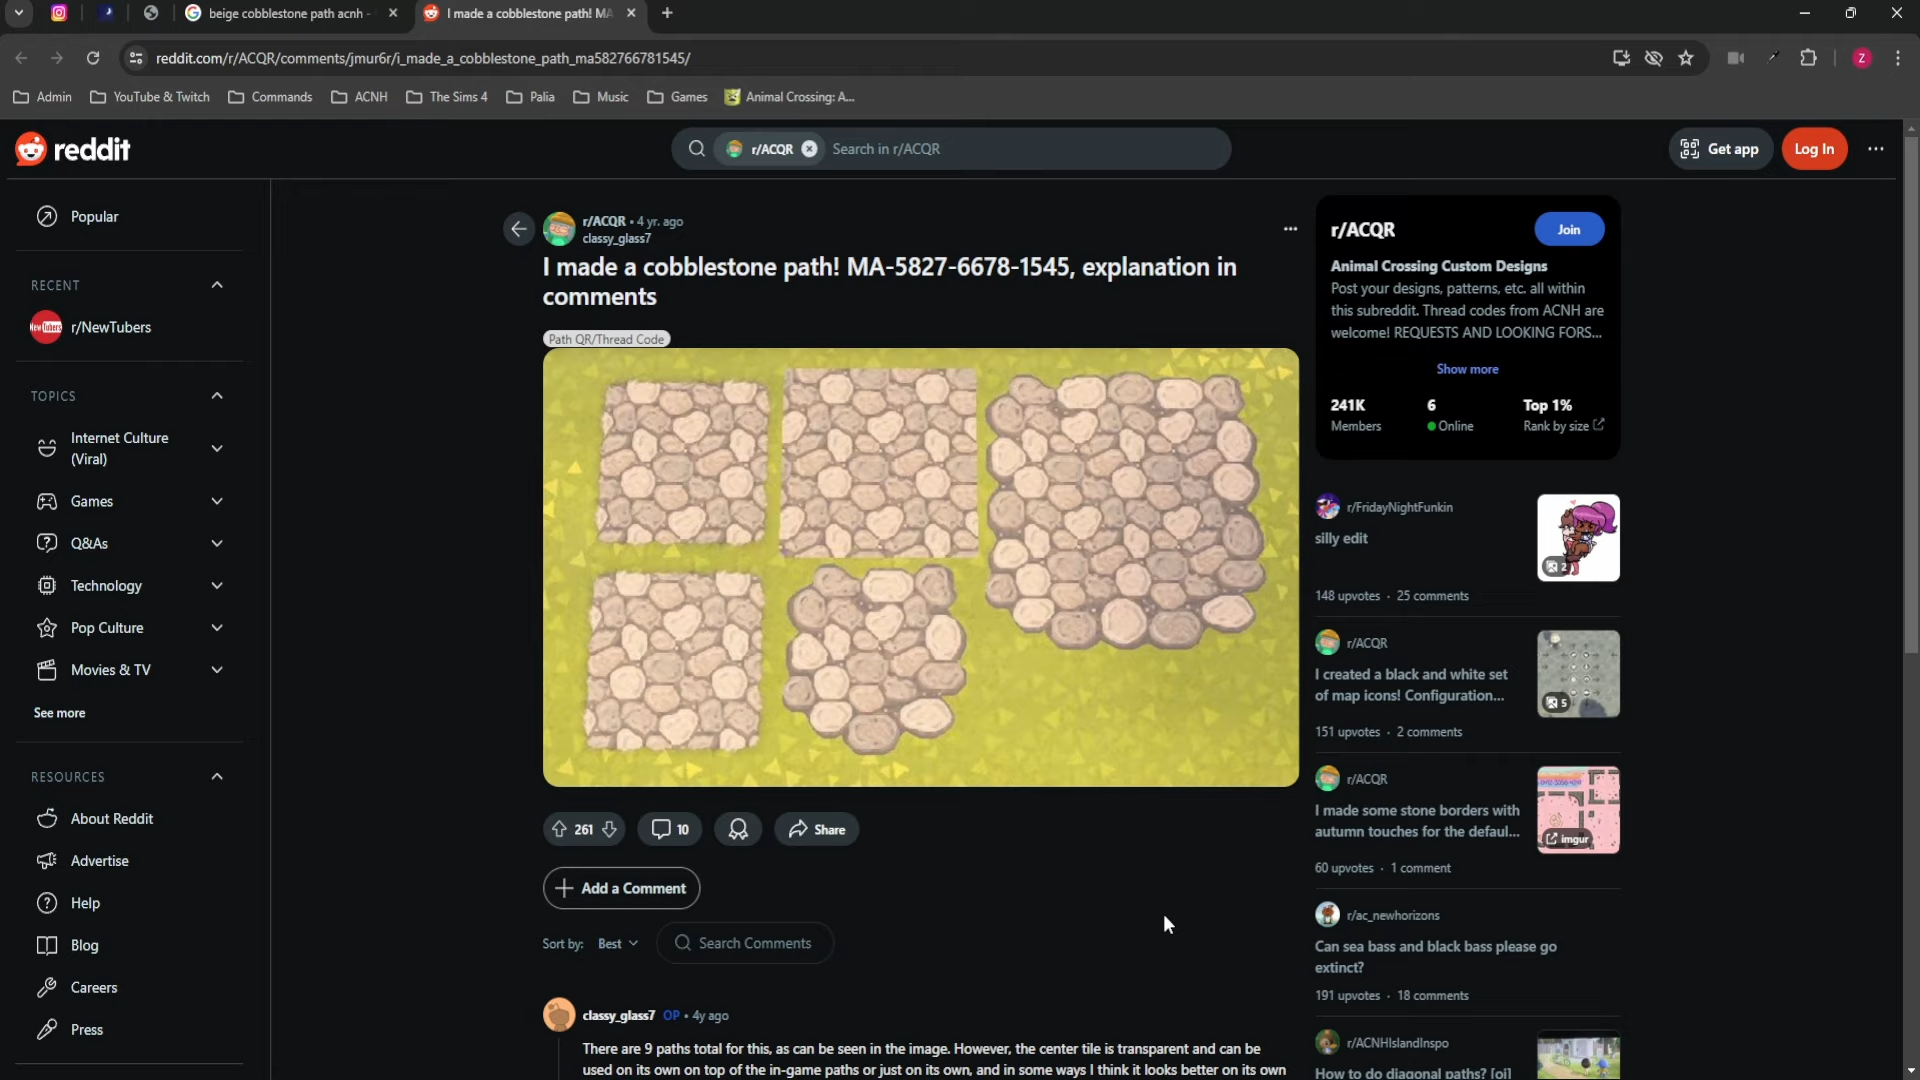 beige cobblestone path acnh -
I made a cobblestone path! MA
reddit.com/r/ACQR/comments/jmur6r/i_made_a_cobblestone_path_ma582766781545/
Z
Admin
YouTube & Twitch
Commands
ACNH
The Sims 4
Palia
Music
Games
Animal Crossing: A...
reddit
r/ACQR
Search in r/ACQR
Get app
Log In
Popular
RECENT
r/NewTubers
TOPICS
Internet Culture
(Viral)
Games
Q&As
Technology
Pop Culture
Movies & TV
See more
RESOURCES
About Reddit
Advertise
Help
Blog
Careers
Press
r/ACQR • 4 yr. ago
classy_glass7
I made a cobblestone path! MA-5827-6678-1545, explanation in
comments
Path QR/Thread Code
261
10
Share
Add a Comment
Sort by: Best
Search Comments
classy_glass7 OP • 4y ago
There are 9 paths total for this, as can be seen in the image. However, the center tile is transparent and can be
used on its own on top of the in-game paths or just on its own, and in some ways I think it looks better on its own
r/ACQR
Join
Animal Crossing Custom Designs
Post your designs, patterns, etc. all within
this subreddit. Thread codes from ACNH are
welcome! REQUESTS AND LOOKING FORS...
Show more
241K 6 Top 1%
Members Online Rank by size
r/FridayNightFunkin
silly edit
2
148 upvotes · 25 comments
r/ACQR
I created a black and white set
of map icons! Configuration...
5
151 upvotes · 2 comments
r/ACQR
I made some stone borders with
autumn touches for the defaul...
imgur
60 upvotes · 1 comment
r/ac_newhorizons
Can sea bass and black bass please go
extinct?
191 upvotes · 18 comments
r/ACNHIslandInspo
How to do diagonal paths? [oi]